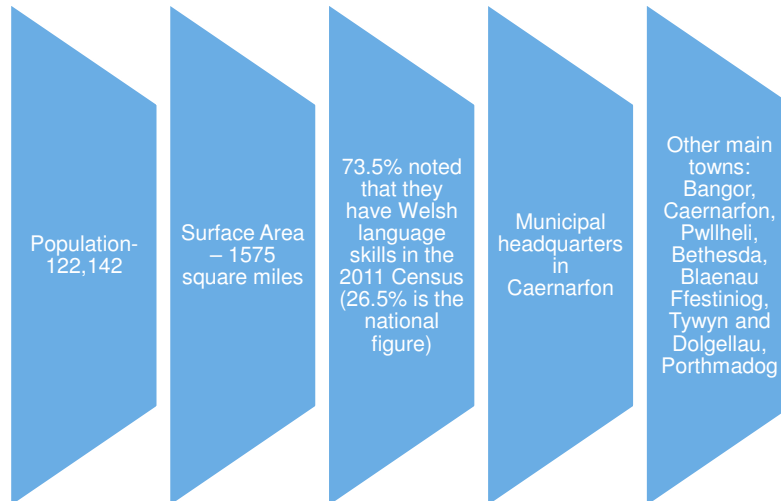 Population-
122,142
Surface Area
– 1575
square miles
73.5% noted
that they
have Welsh
language
skills in the
2011 Census
(26.5% is the
national
figure)
Municipal
headquarters
in
Caernarfon
Other main
towns:
Bangor,
Caernarfon,
Pwllheli,
Bethesda,
Blaenau
Ffestiniog,
Tywyn and
Dolgellau,
Porthmadog